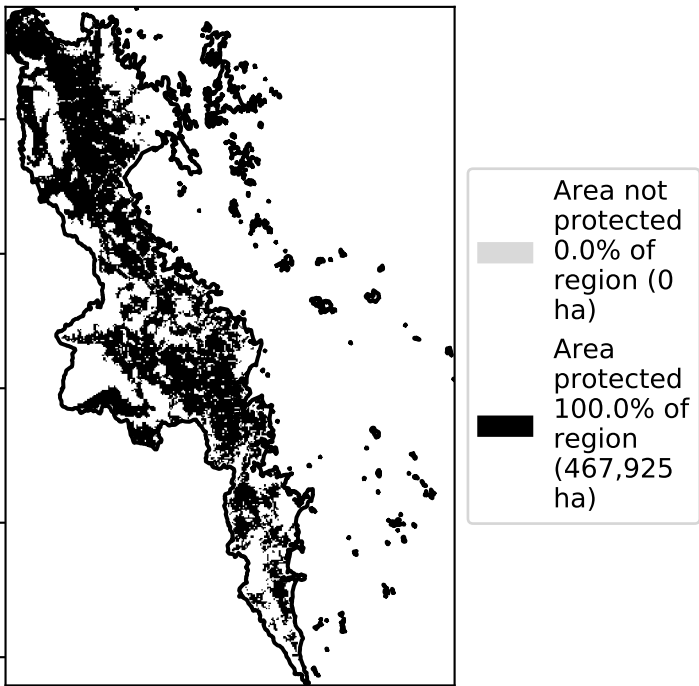 Area not
protected
0.0% of
region (0
ha)
Area
protected
100.0% of
region
(467,925
ha)